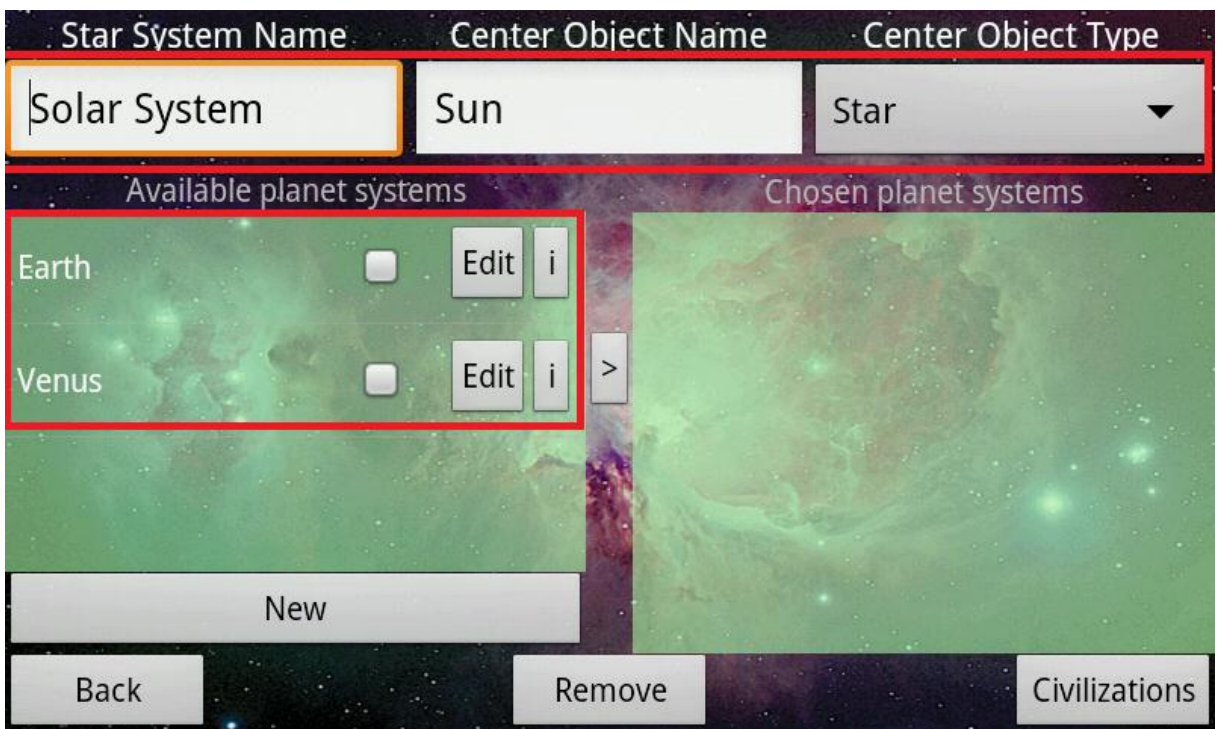 Star System Name Center Object Name Center Object Type
Solar System Sun Star
Available planet systems Chosen planet systems
Earth Edit i
Venus Edit i
>
New
Back Remove Civilizations